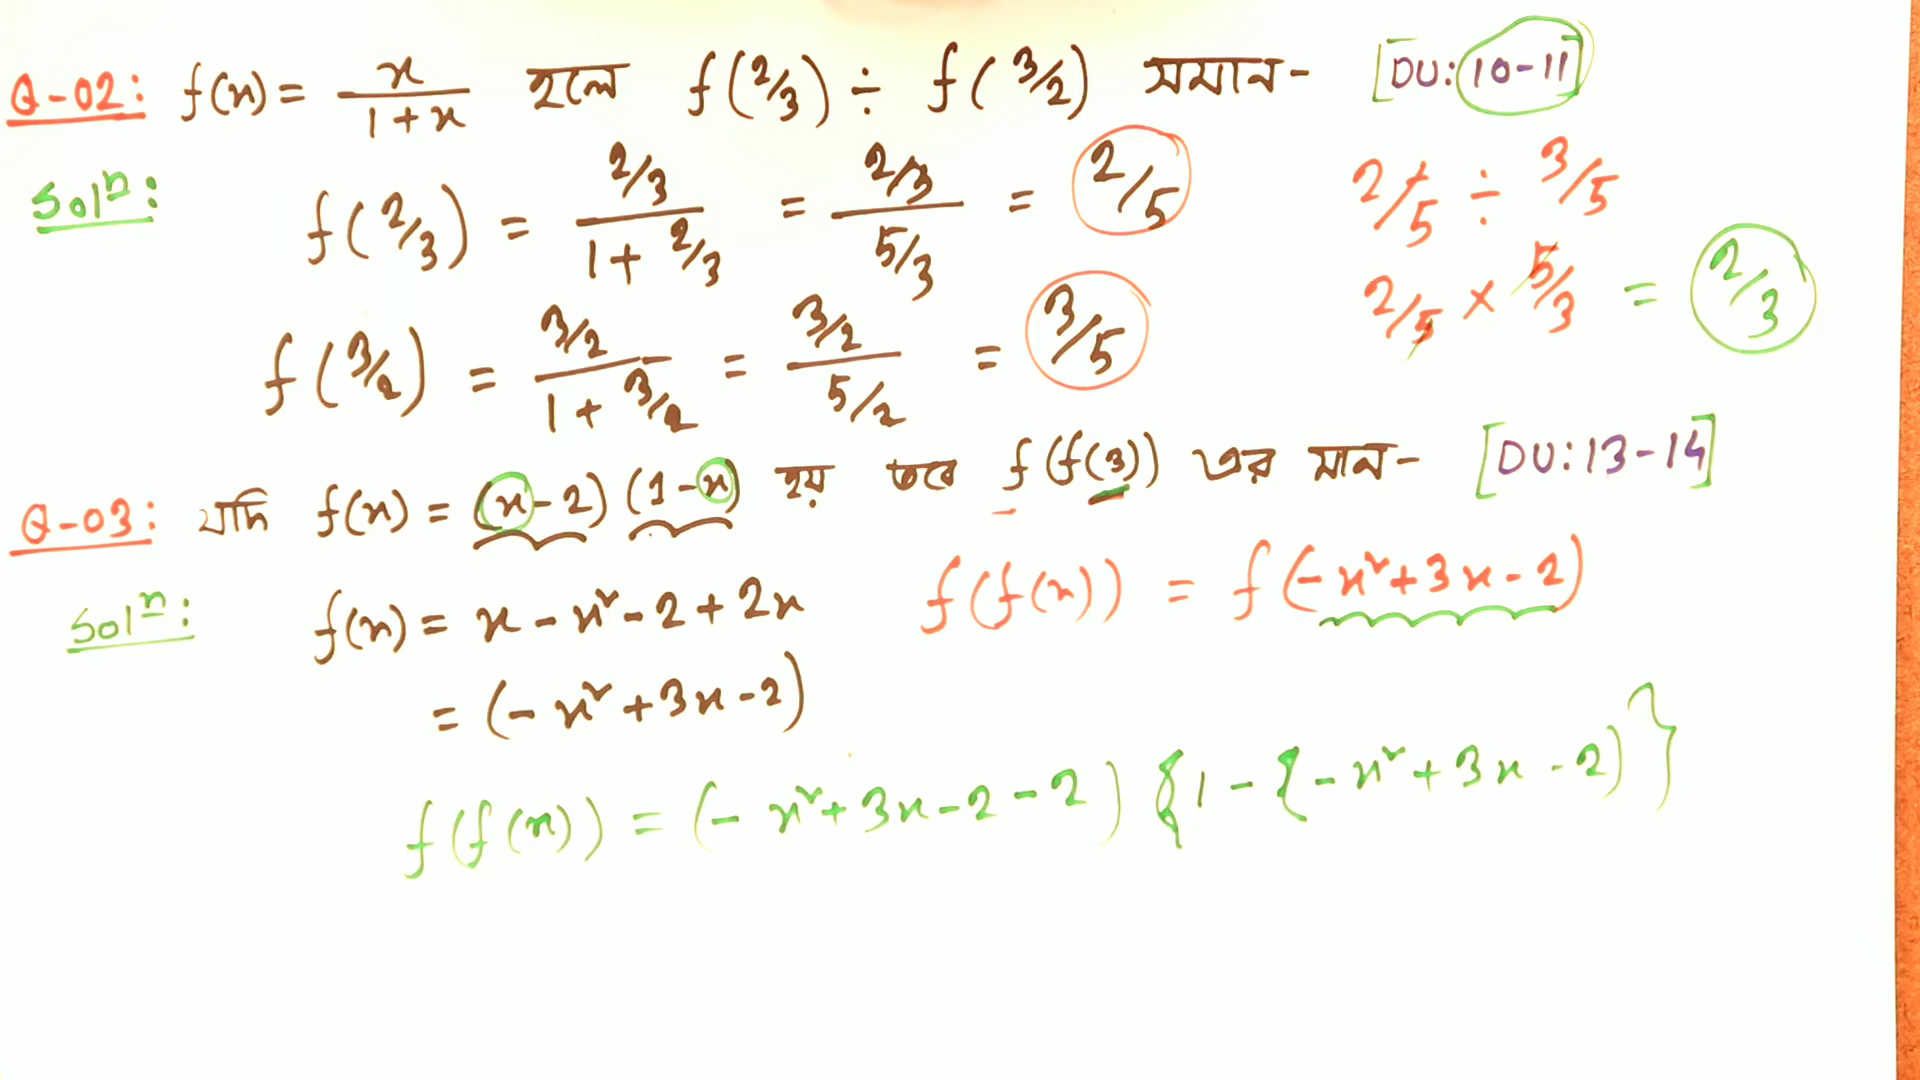 Q-02: f(x) = x/(1+x) হলে f(2/3) ÷ f(3/2) সমান- [DU: 10-11]
Solⁿ: f(2/3) = (2/3)/(1+2/3) = (2/3)/(5/3) = 2/5
2/5 ÷ 3/5
2/5 × 5/3 = 2/3
f(3/2) = (3/2)/(1+3/2) = (3/2)/(5/2) = 3/5
Q-03: যদি f(x) = (x-2)(1-x) হয় তবে f(f(3)) এর মান- [DU: 13-14]
Solⁿ: f(x) = x - x² - 2 + 2x
= (-x² + 3x - 2)
f(f(x)) = f(-x² + 3x - 2)
f(f(x)) = (-x² + 3x - 2 - 2) {1 - {-x² + 3x - 2)}